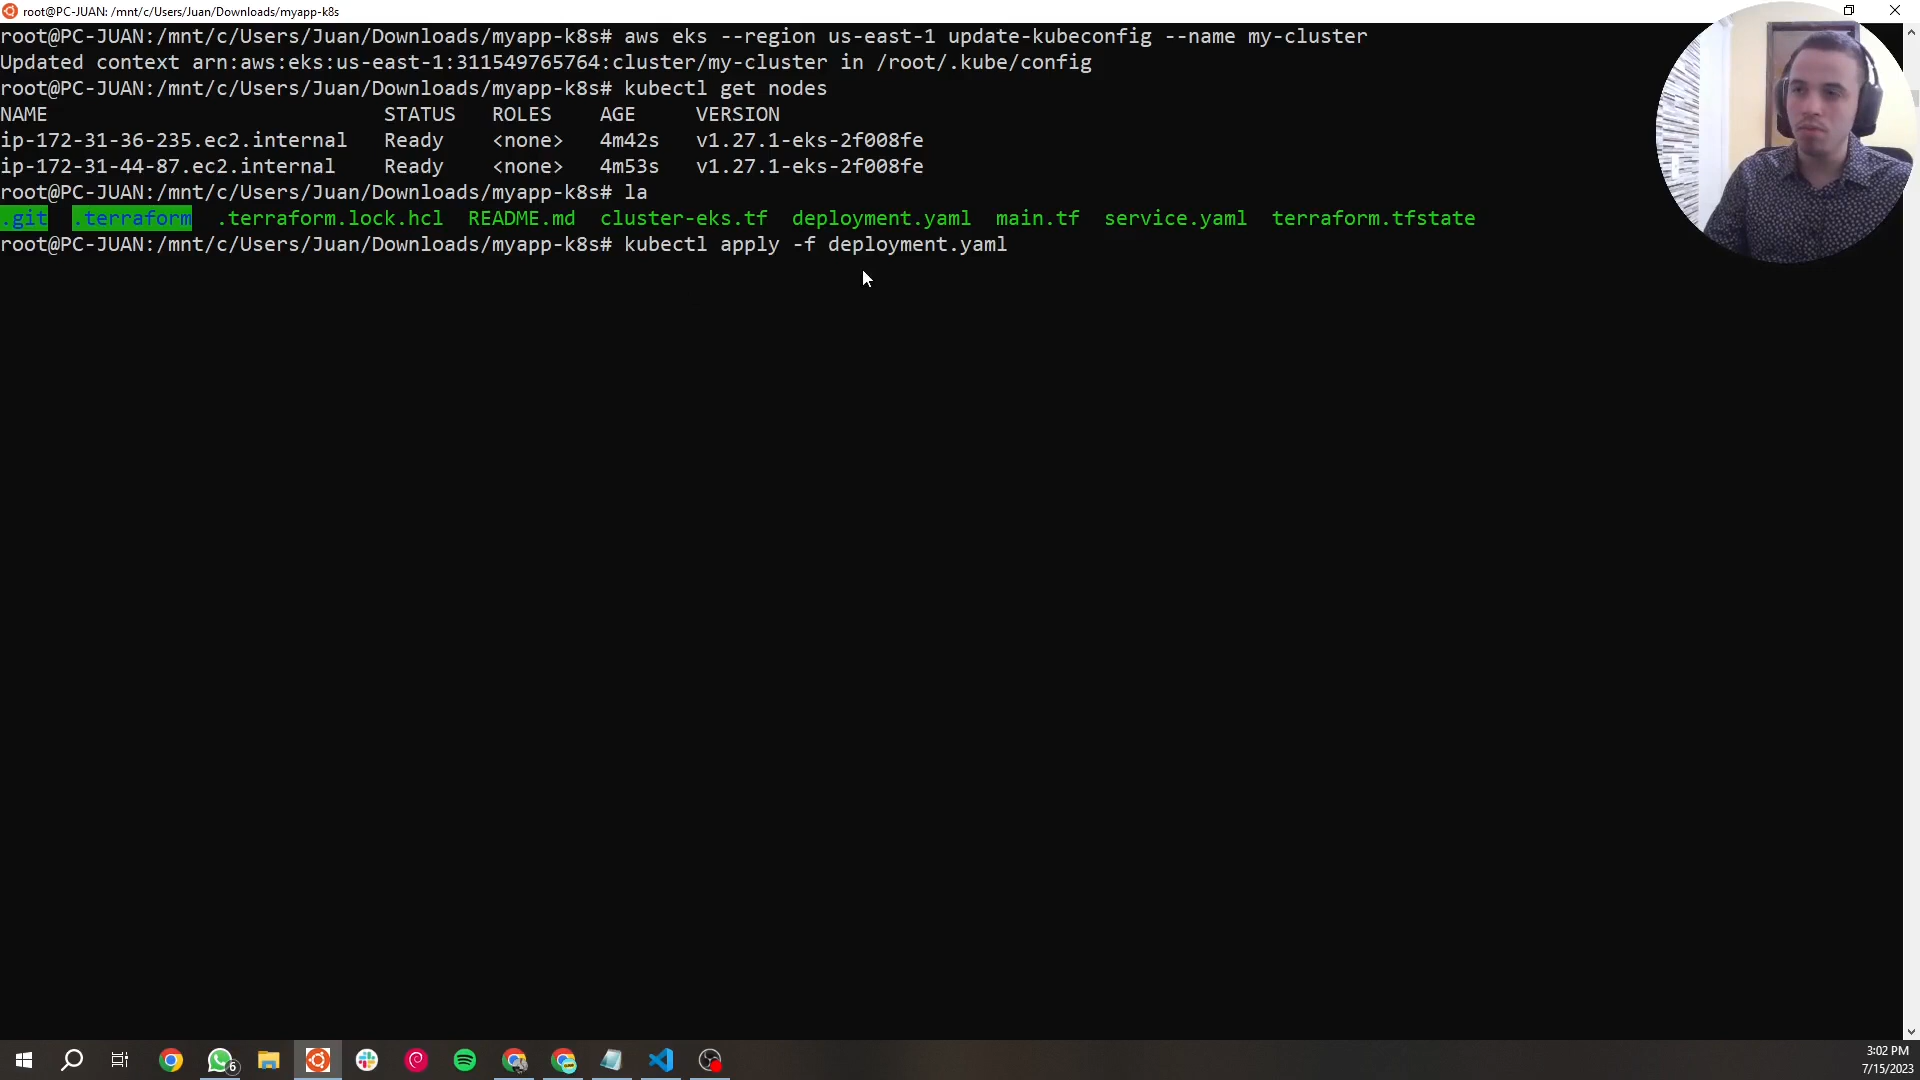 root@PC-JUAN: /mnt/c/Users/Juan/Downloads/myapp-k8s
root@PC-JUAN:/mnt/c/Users/Juan/Downloads/myapp-k8s# aws eks --region us-east-1 update-kubeconfig --name my-cluster
Updated context arn:aws:eks:us-east-1:311549765764:cluster/my-cluster in /root/.kube/config
root@PC-JUAN:/mnt/c/Users/Juan/Downloads/myapp-k8s# kubectl get nodes
NAME STATUS ROLES AGE VERSION
ip-172-31-36-235.ec2.internal Ready <none> 4m42s v1.27.1-eks-2f008fe
ip-172-31-44-87.ec2.internal Ready <none> 4m53s v1.27.1-eks-2f008fe
root@PC-JUAN:/mnt/c/Users/Juan/Downloads/myapp-k8s# la
.git .terraform .terraform.lock.hcl README.md cluster-eks.tf deployment.yaml main.tf service.yaml terraform.tfstate
root@PC-JUAN:/mnt/c/Users/Juan/Downloads/myapp-k8s# kubectl apply -f deployment.yaml
6
3:02 PM
7/15/2023